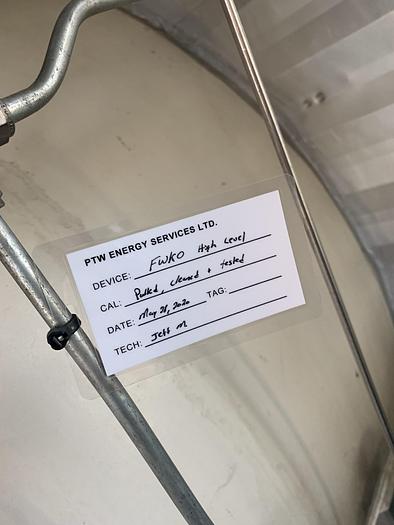 PTW ENERGY SERVICES LTD.
DEVICE: FWKO High Level
CAL: Pulled, cleaned + tested
DATE: May 21, 2020 TAG:
TECH: Jeff M